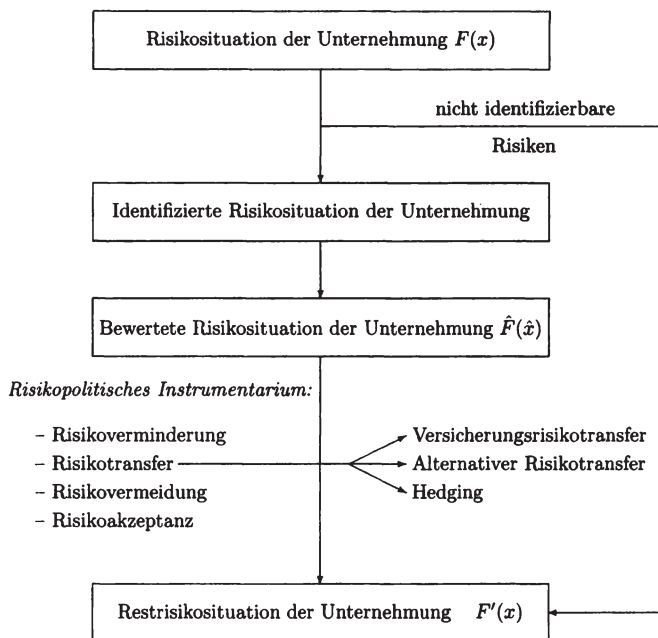 Risikosituation der Unternehmung F(x)
nicht identifizierbare
Risiken
Identifizierte Risikosituation der Unternehmung
Bewertete Risikosituation der Unternehmung F̂(x̂)
Risikopolitisches Instrumentarium:
– Risikoverminderung
– Risikotransfer
– Risikovermeidung
– Risikoakzeptanz
Versicherungsrisikotransfer
Alternativer Risikotransfer
Hedging
Restrisikosituation der Unternehmung F′(x)